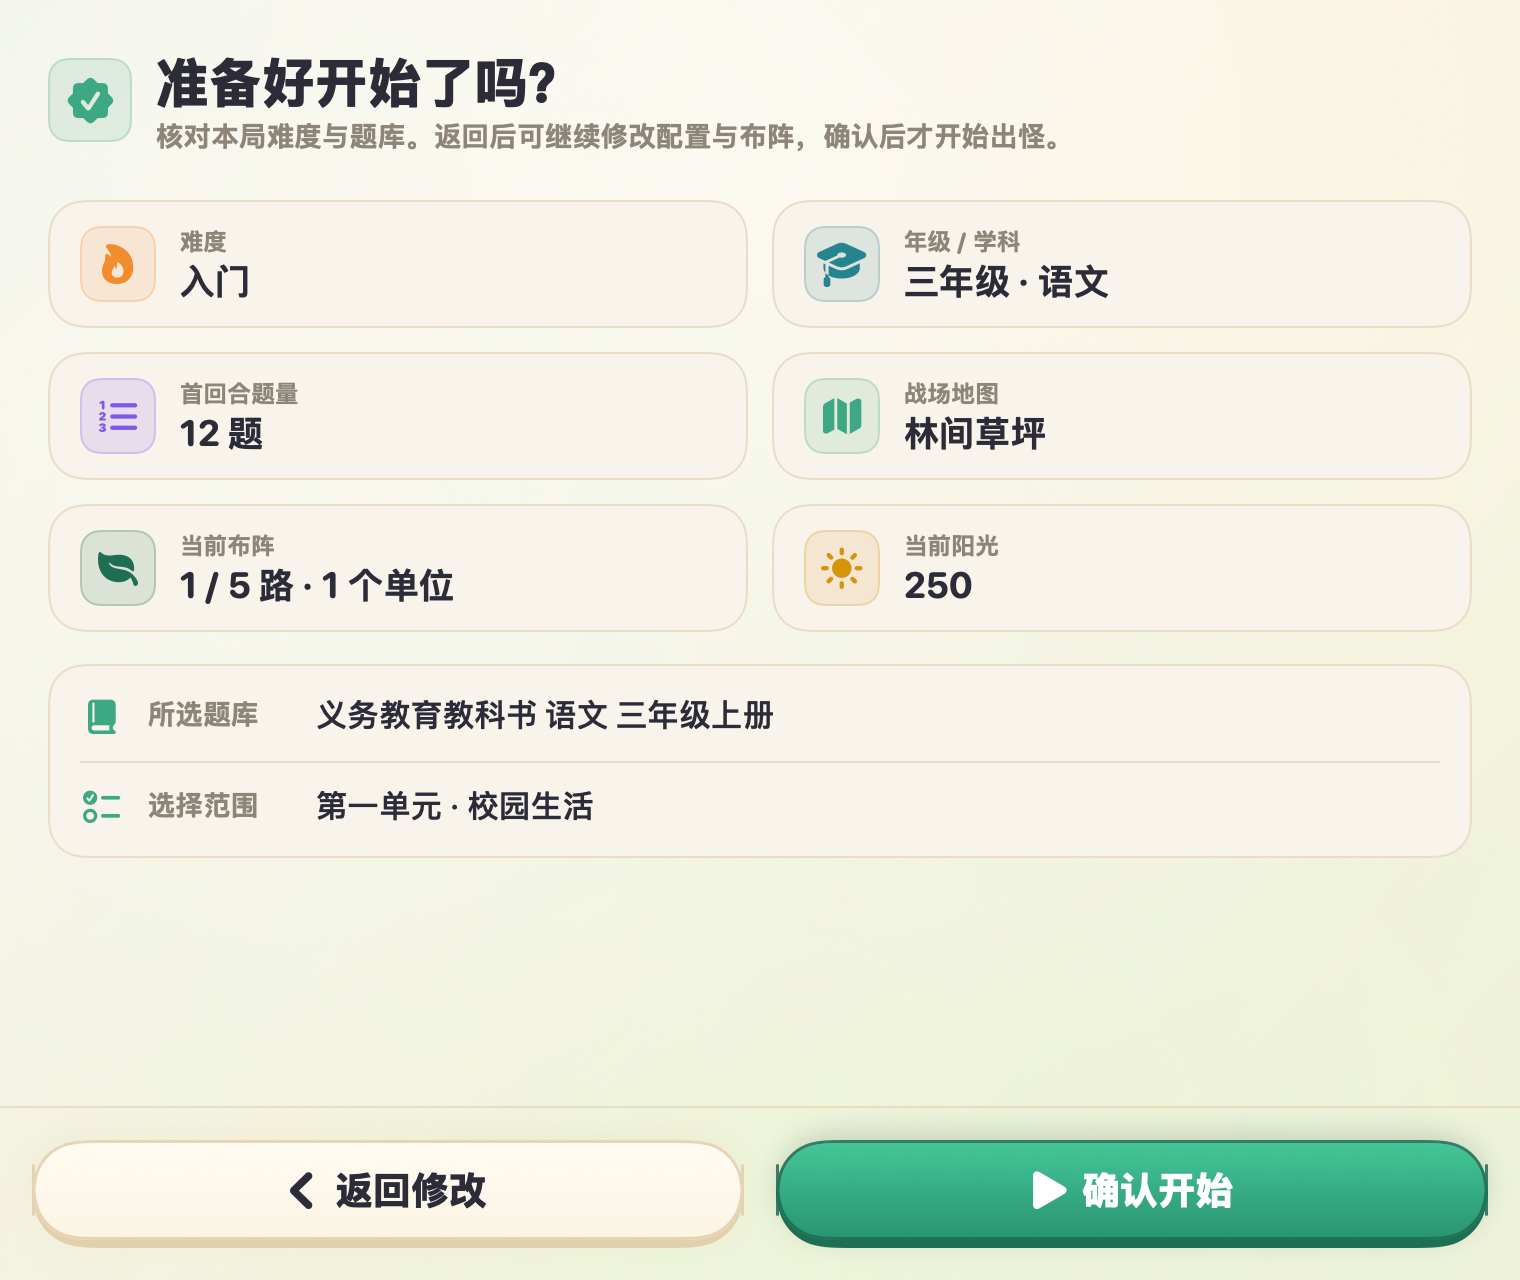 准备好开始了吗?
核对本局难度与题库。返回后可继续修改配置与布阵，确认后才开始出怪。
难度
入门
年级 / 学科
三年级 · 语文
1
2
3
首回合题量
12 题
战场地图
林间草坪
当前布阵
1 / 5 路 · 1 个单位
当前阳光
250
所选题库 义务教育教科书 语文 三年级上册
选择范围 第一单元 · 校园生活
返回修改
确认开始